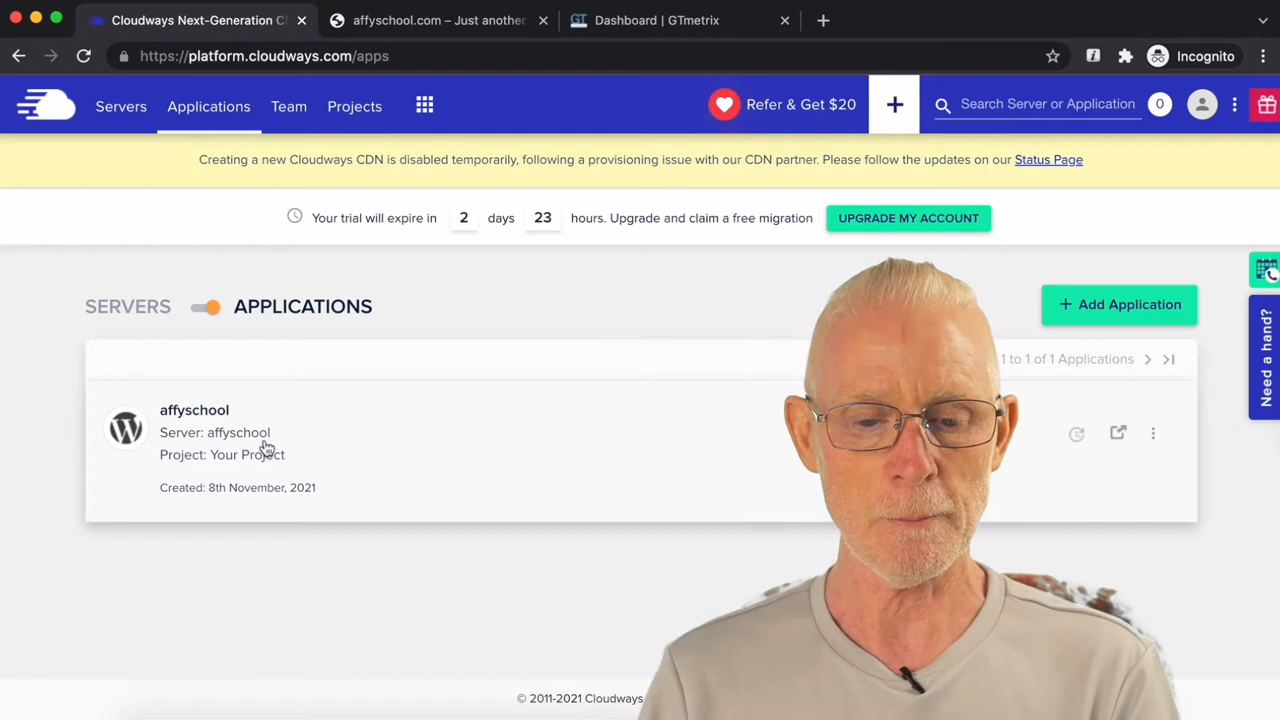 Cloudways Next-Generation Cl
affyschool.com – Just another
GT
Dashboard | GTmetrix
https://platform.cloudways.com/apps
Incognito
Servers
Applications
Team
Projects
Refer & Get $20
Search Server or Application
0
Creating a new Cloudways CDN is disabled temporarily, following a provisioning issue with our CDN partner. Please follow the updates on our Status Page
Your trial will expire in 2 days 23 hours. Upgrade and claim a free migration
UPGRADE MY ACCOUNT
SERVERS
APPLICATIONS
+ Add Application
Need a hand?
1 to 1 of 1 Applications
affyschool
Server: affyschool
Project: Your Project
Created: 8th November, 2021
© 2011-2021 Cloudways